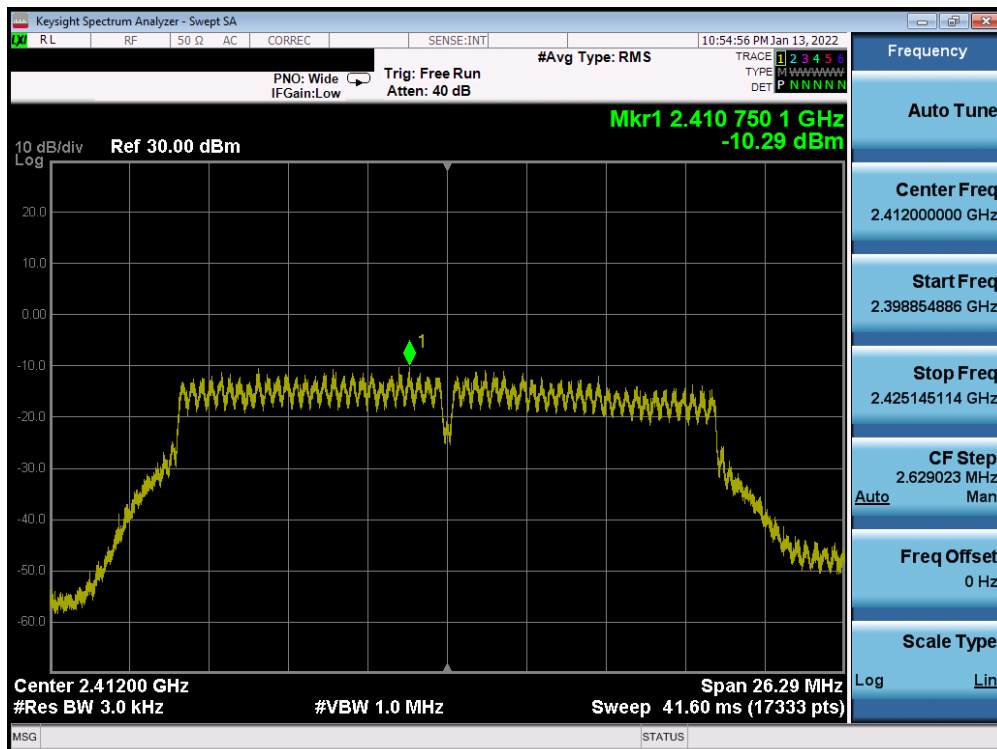 Keysight Spectrum Analyzer - Swept SA
LXI RL RF 50 Ω AC CORREC SENSE:INT 10:54:56 PM Jan 13, 2022
#Avg Type: RMS
TRACE 1 2 3 4 5 6
PNO: Wide Trig: Free Run TYPE M WWWWW
IFGain:Low Atten: 40 dB DET P N N N N N
Mkr1 2.410 750 1 GHz
-10.29 dBm
10 dB/div Ref 30.00 dBm
Log
20.0
10.0
0.00
1
-10.0
-20.0
-30.0
-40.0
-50.0
-60.0
Center 2.41200 GHz Span 26.29 MHz
#Res BW 3.0 kHz #VBW 1.0 MHz Sweep 41.60 ms (17333 pts)
MSG STATUS
Frequency
Auto Tune
Center Freq
2.412000000 GHz
Start Freq
2.398854886 GHz
Stop Freq
2.425145114 GHz
CF Step
2.629023 MHz
Auto Man
Freq Offset
0 Hz
Scale Type
Log Lin